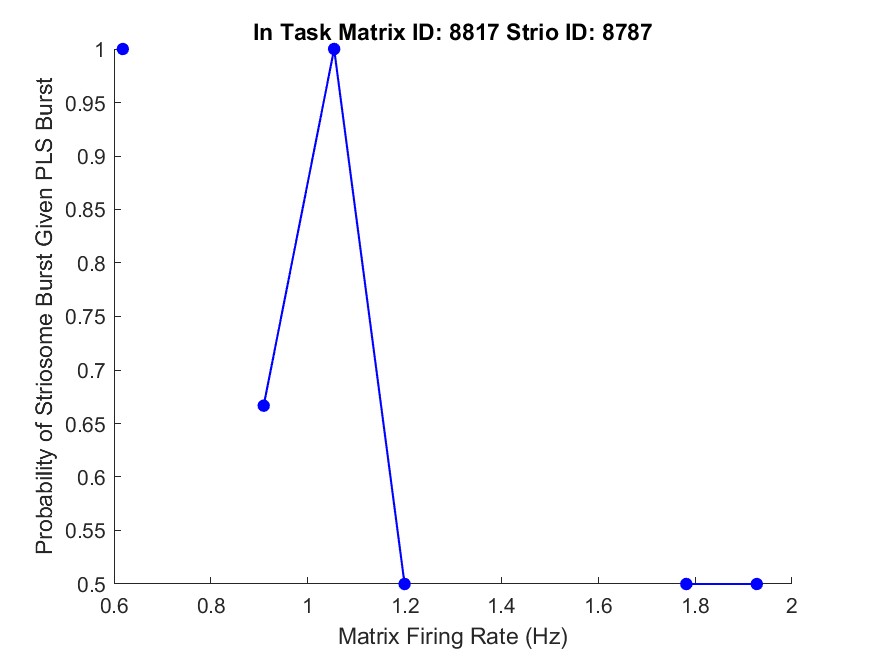 In Task Matrix ID: 8817 Strio ID: 8787
Probability of Striosome Burst Given PLS Burst
1
0.95
0.9
0.85
0.8
0.75
0.7
0.65
0.6
0.55
0.5
0.6 0.8 1 1.2 1.4 1.6 1.8 2
Matrix Firing Rate (Hz)